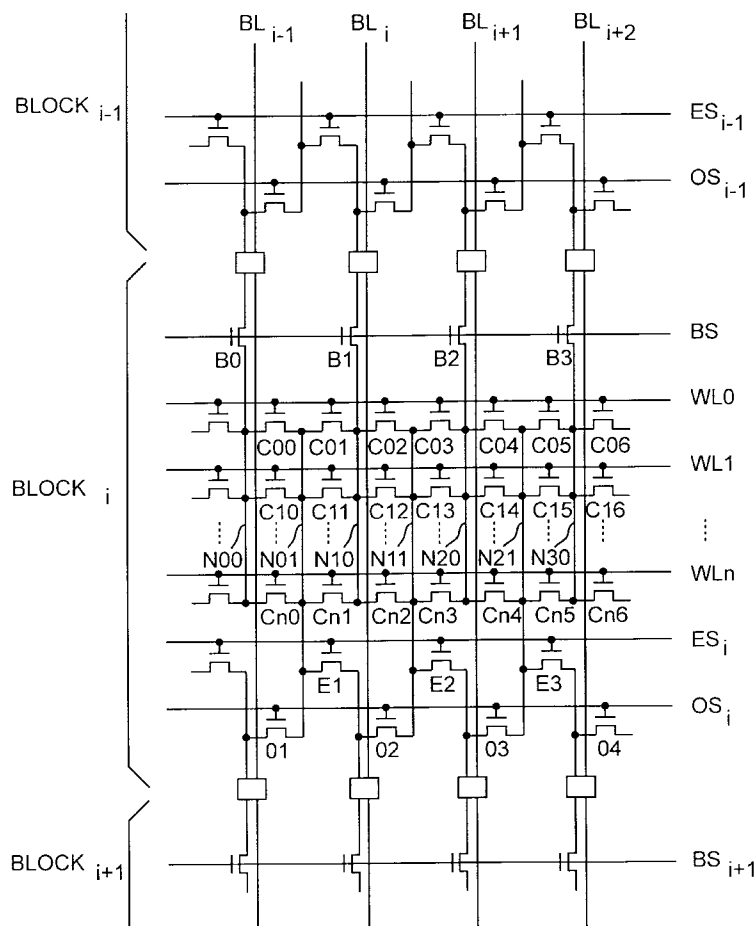 BL i-1 BL i BL i+1 BL i+2
BLOCK i-1
ES i-1
OS i-1
BS
B0 B1 B2 B3
WL0
C00 C01 C02 C03 C04 C05 C06
WL1
BLOCK i
C10 C11 C12 C13 C14 C15 C16
N00 N01 N10 N11 N20 N21 N30
WLn
Cn0 Cn1 Cn2 Cn3 Cn4 Cn5 Cn6
ES i
E1 E2 E3
OS i
01 02 03 04
BLOCK i+1
BS i+1